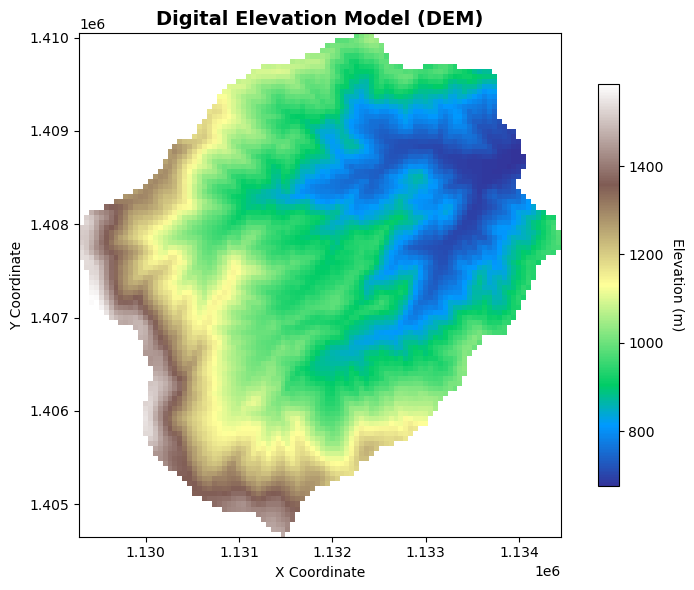 Digital Elevation Model (DEM)
1e6
1.410
1.409
1.408
1.407
1.406
1.405
Y Coordinate
1.130
1.131
1.132
1.133
1.134
X Coordinate
1e6
1400
1200
1000
800
Elevation (m)